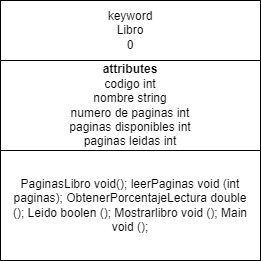 keyword
Libro
0
attributes
codigo int
nombre string
numero de paginas int
paginas disponibles int
paginas leidas int
PaginasLibro void(); leerPaginas void (int
paginas); ObtenerPorcentajeLectura double
(); Leido boolen (); Mostrarlibro void (); Main
void ();